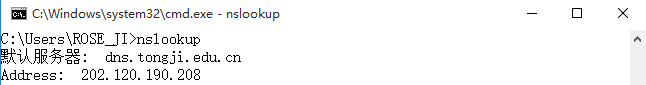 C:\Windows\system32\cmd.exe - nslookup
C:\Users\ROSE_JI>nslookup
默认服务器:  dns.tongji.edu.cn
Address:  202.120.190.208